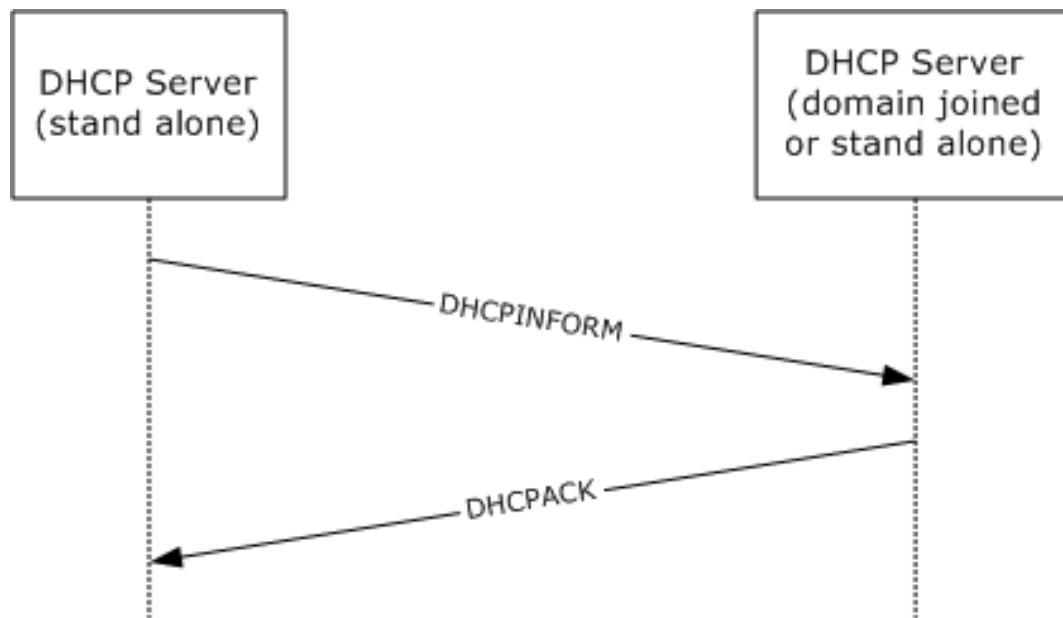 DHCP Server
(stand alone)
DHCP Server
(domain joined
or stand alone)
DHCPINFORM
DHCPACK